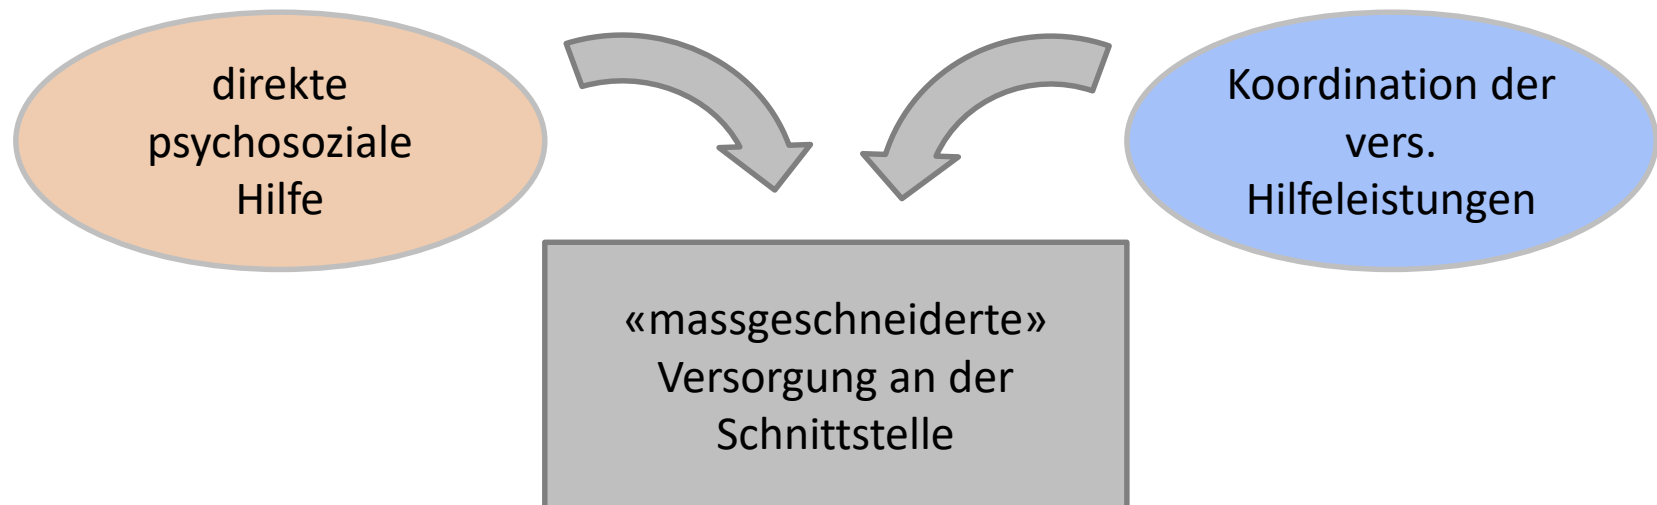 direkte
psychosoziale
Hilfe
Koordination der
vers.
Hilfeleistungen
«massgeschneiderte»
Versorgung an der
Schnittstelle